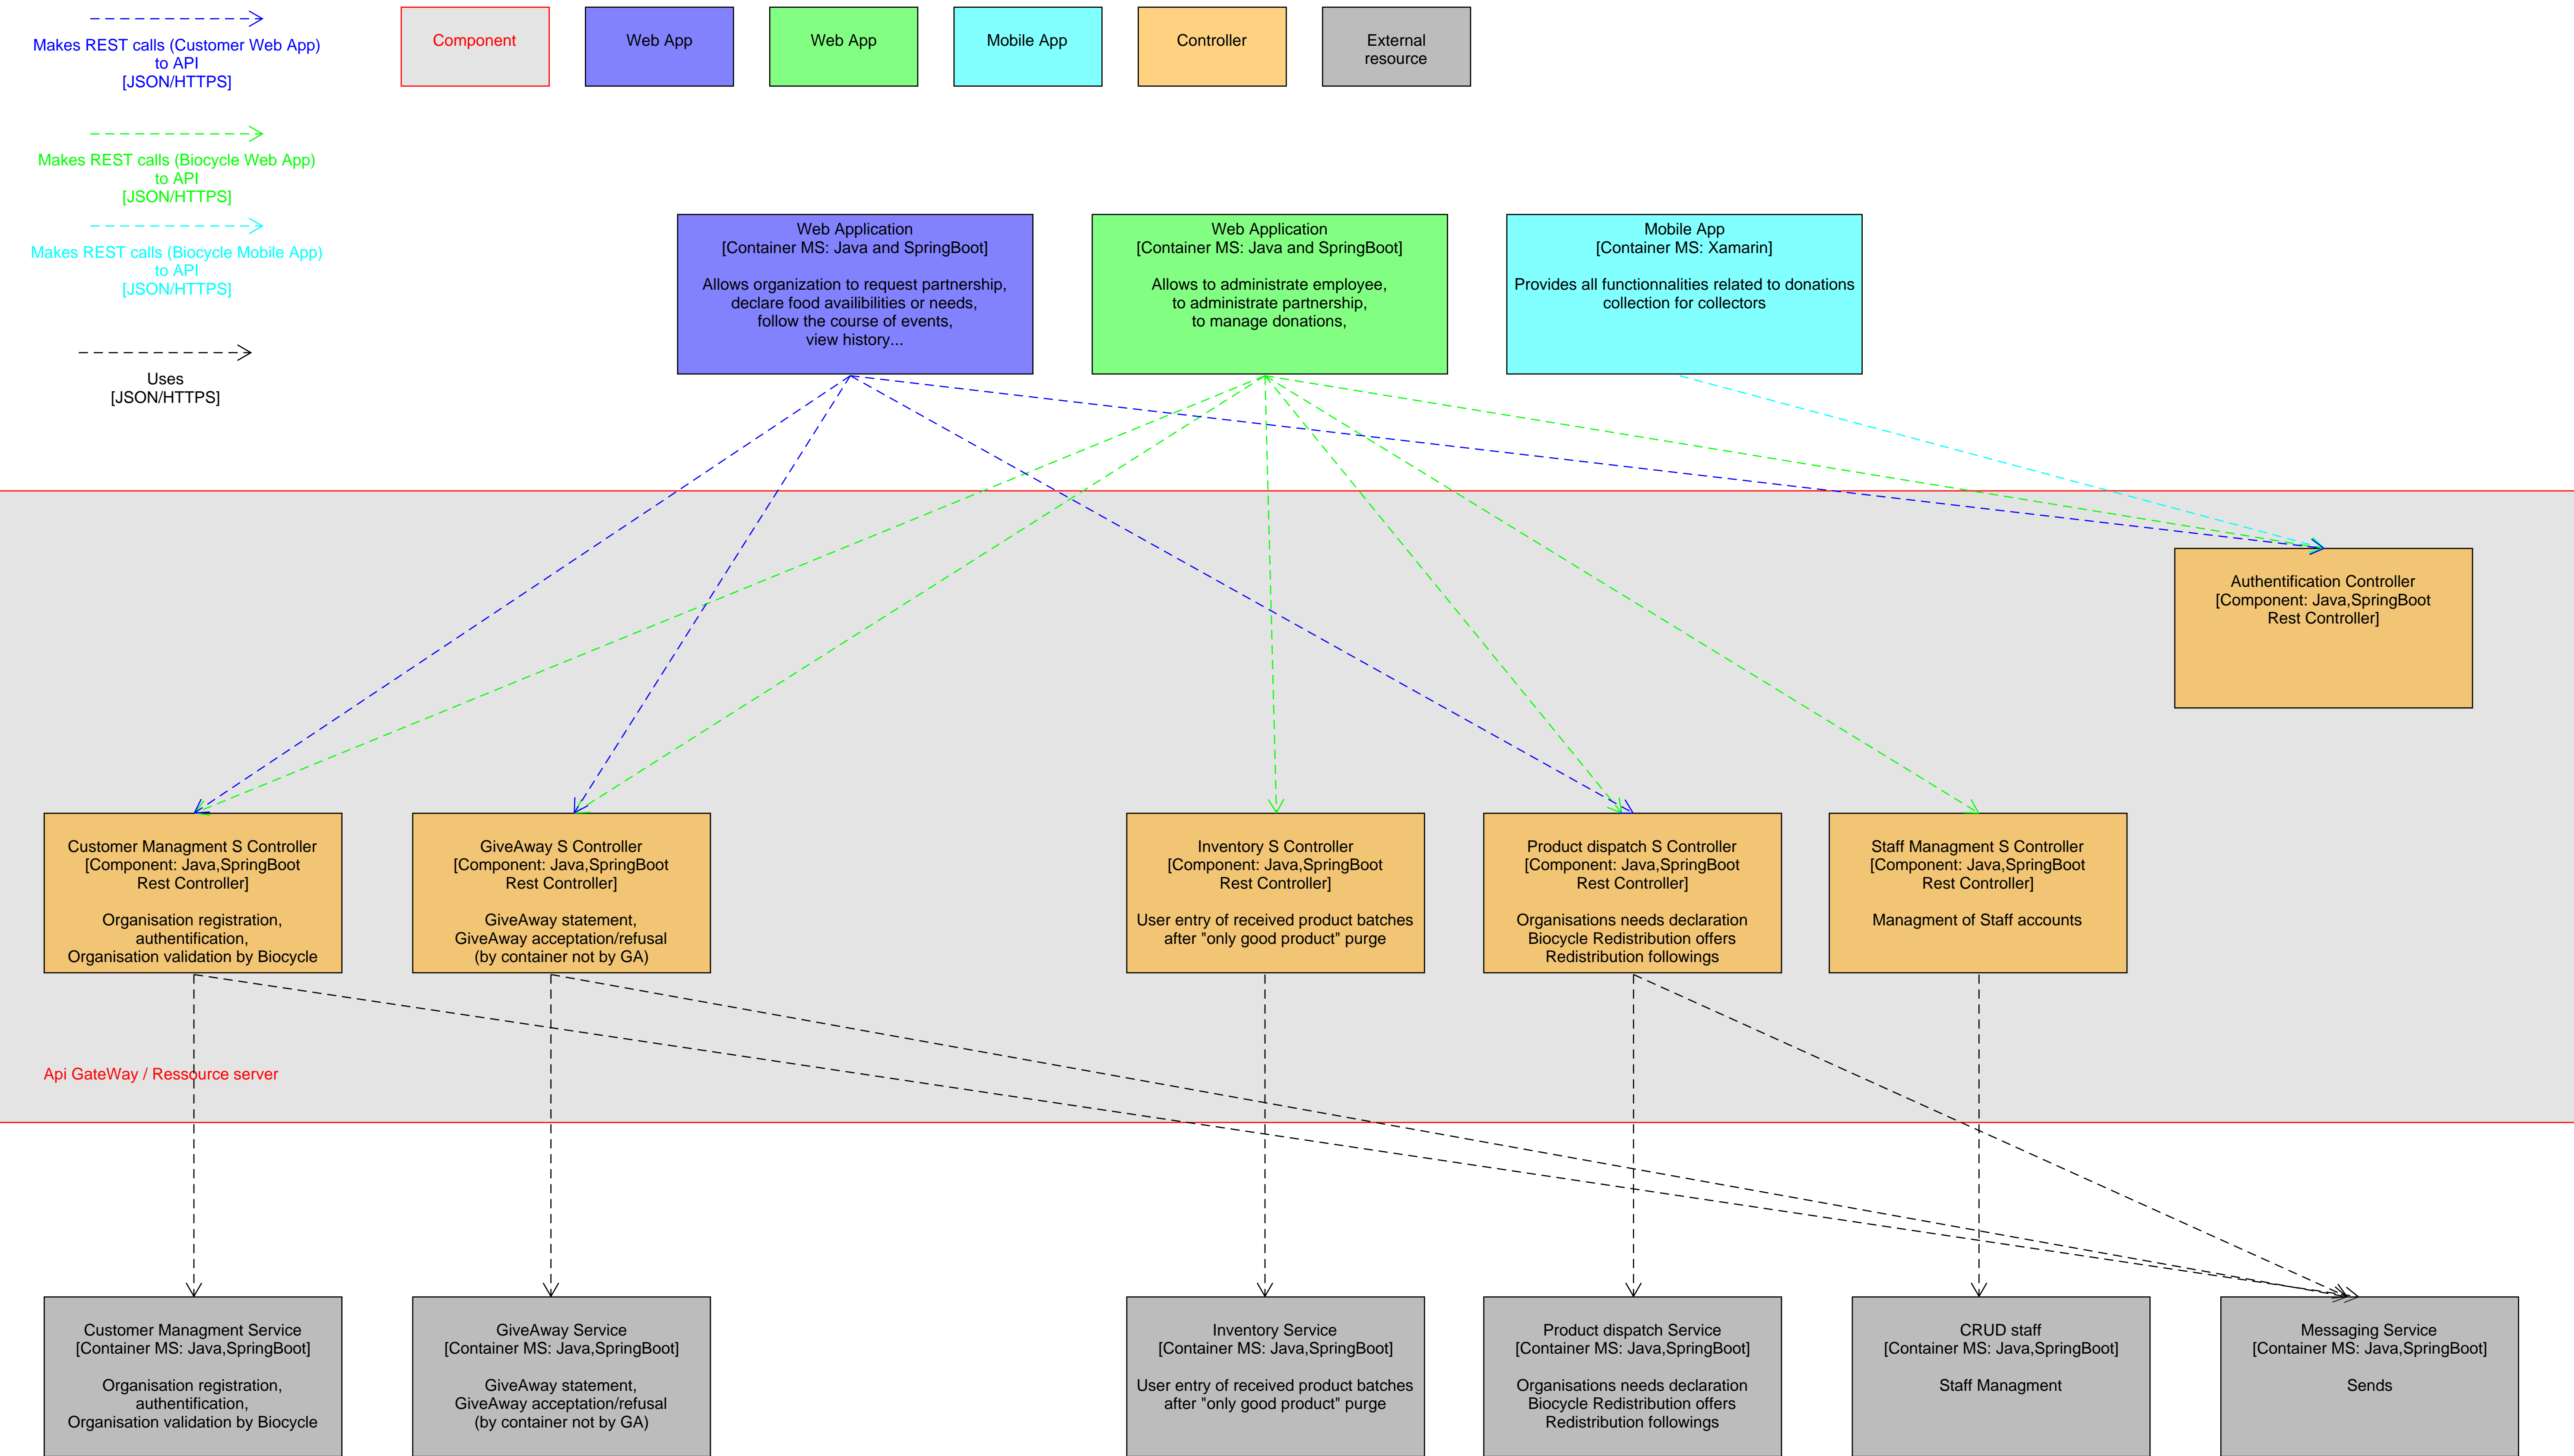 Makes REST calls (Customer Web App)
to API
[JSON/HTTPS]
Component
Web App
Web App
Mobile App
Controller
External
resource
Makes REST calls (Biocycle Web App)
to API
[JSON/HTTPS]
Makes REST calls (Biocycle Mobile App)
to API
[JSON/HTTPS]
Uses
[JSON/HTTPS]
Web Application
[Container MS: Java and SpringBoot]
Allows organization to request partnership,
declare food availibilities or needs,
follow the course of events,
view history...
Web Application
[Container MS: Java and SpringBoot]
Allows to administrate employee,
to administrate partnership,
to manage donations,
Mobile App
[Container MS: Xamarin]
Provides all functionnalities related to donations
collection for collectors
Authentification Controller
[Component: Java,SpringBoot
Rest Controller]
Customer Managment S Controller
[Component: Java,SpringBoot
Rest Controller]
Organisation registration,
authentification,
Organisation validation by Biocycle
GiveAway S Controller
[Component: Java,SpringBoot
Rest Controller]
GiveAway statement,
GiveAway acceptation/refusal
(by container not by GA)
Inventory S Controller
[Component: Java,SpringBoot
Rest Controller]
User entry of received product batches
after "only good product" purge
Product dispatch S Controller
[Component: Java,SpringBoot
Rest Controller]
Organisations needs declaration
Biocycle Redistribution offers
Redistribution followings
Staff Managment S Controller
[Component: Java,SpringBoot
Rest Controller]
Managment of Staff accounts
Api GateWay / Ressource server
Customer Managment Service
[Container MS: Java,SpringBoot]
Organisation registration,
authentification,
Organisation validation by Biocycle
GiveAway Service
[Container MS: Java,SpringBoot]
GiveAway statement,
GiveAway acceptation/refusal
(by container not by GA)
Inventory Service
[Container MS: Java,SpringBoot]
User entry of received product batches
after "only good product" purge
Product dispatch Service
[Container MS: Java,SpringBoot]
Organisations needs declaration
Biocycle Redistribution offers
Redistribution followings
CRUD staff
[Container MS: Java,SpringBoot]
Staff Managment
Messaging Service
[Container MS: Java,SpringBoot]
Sends